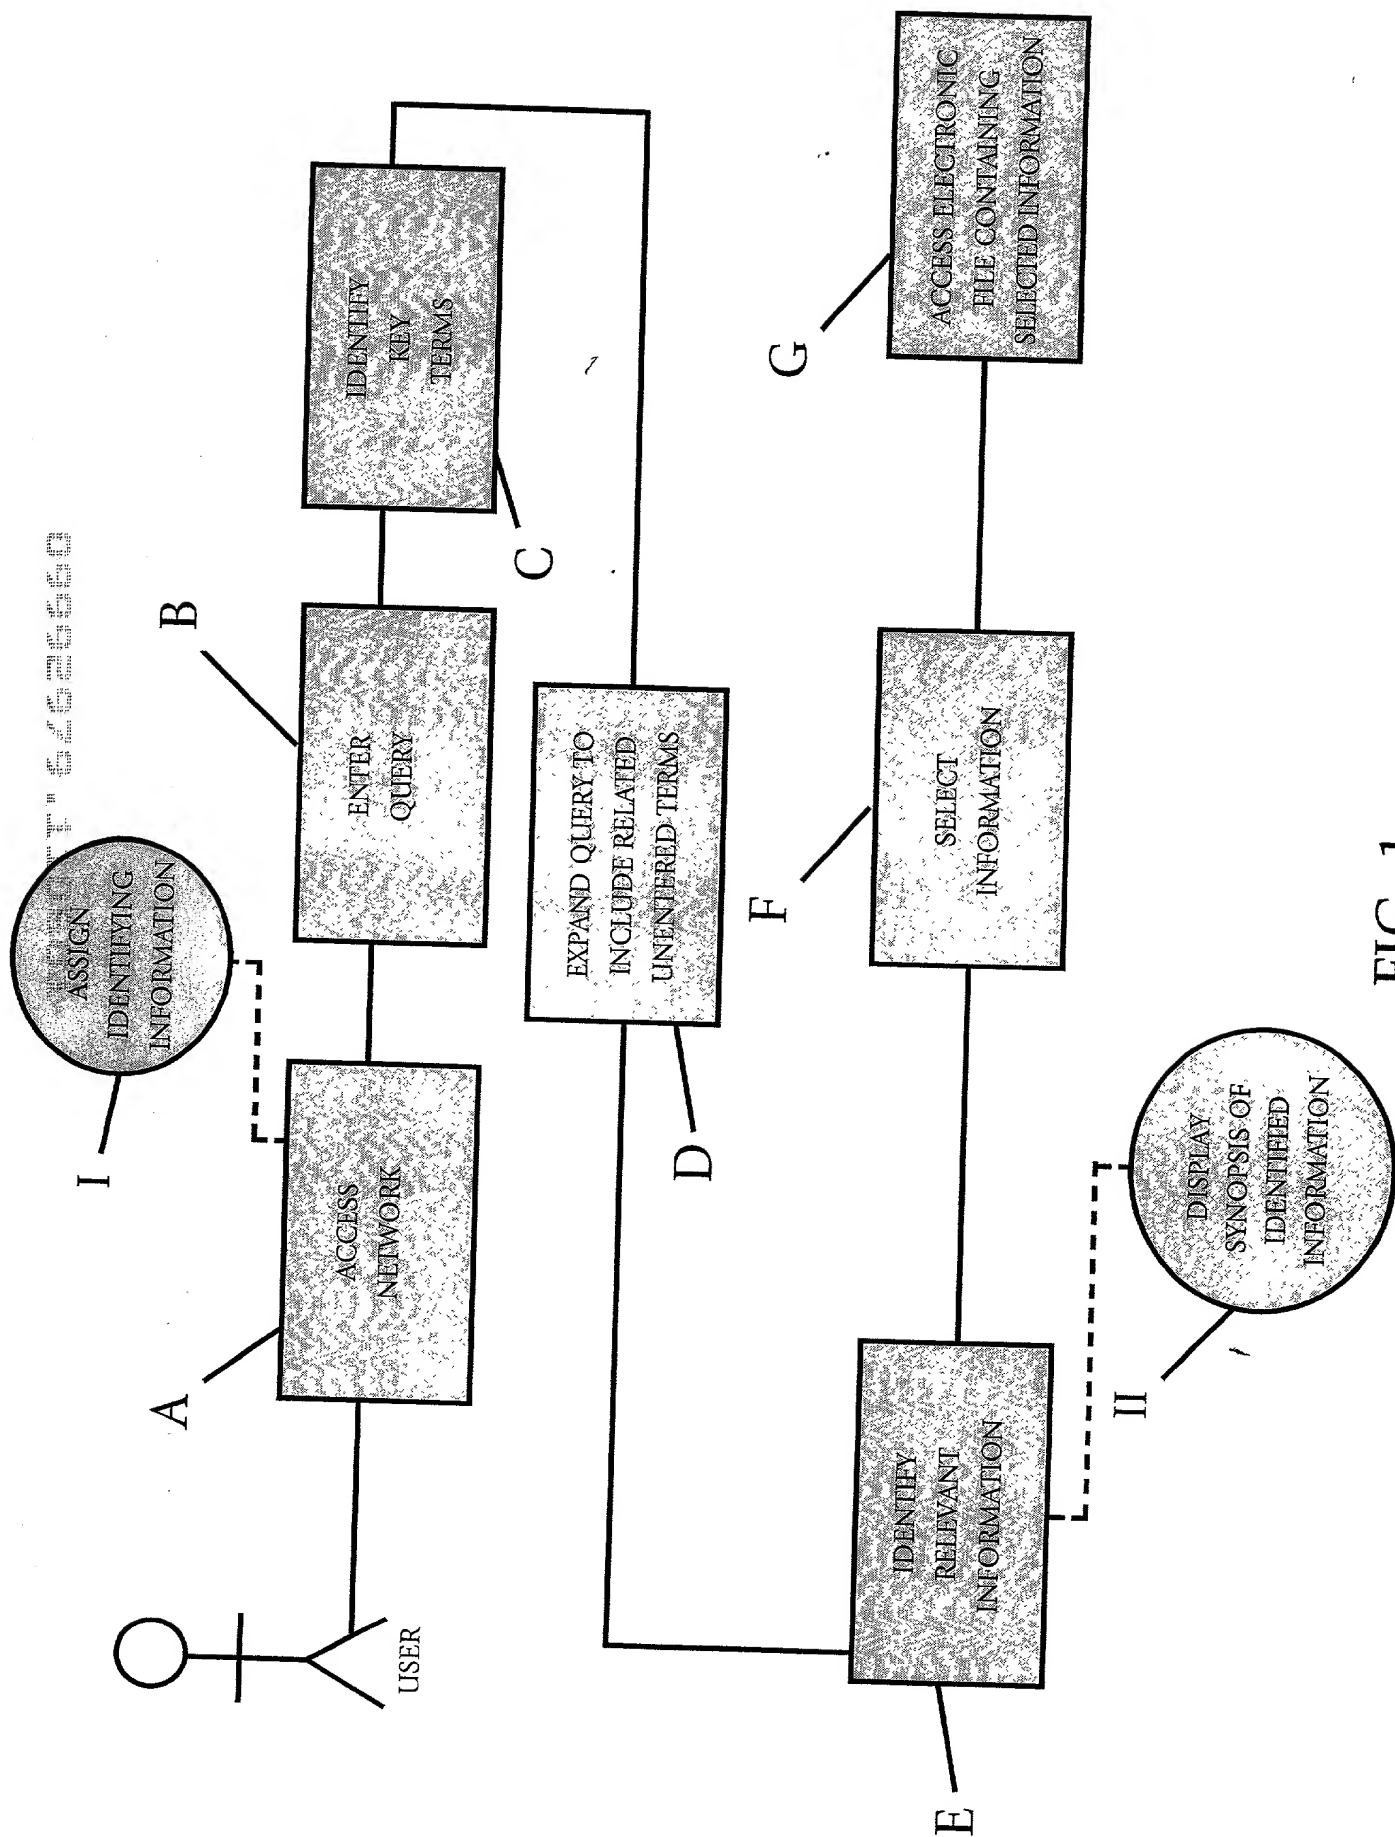 I
ASSIGN
IDENTIFYING
INFORMATION
A
ACCESS
NETWORK
B
ENTER
QUERY
IDENTIFY
KEY
TERMS
C
USER
EXPAND QUERY TO
INCLUDE RELATED
UNENTERED TERMS
D
E
IDENTIFY
RELEVANT
INFORMATION
F
SELECT
INFORMATION
G
ACCESS ELECTRONIC
FILE CONTAINING
SELECTED INFORMATION
II
DISPLAY
SYNOPSIS OF
IDENTIFIED
INFORMATION
FIG. 1